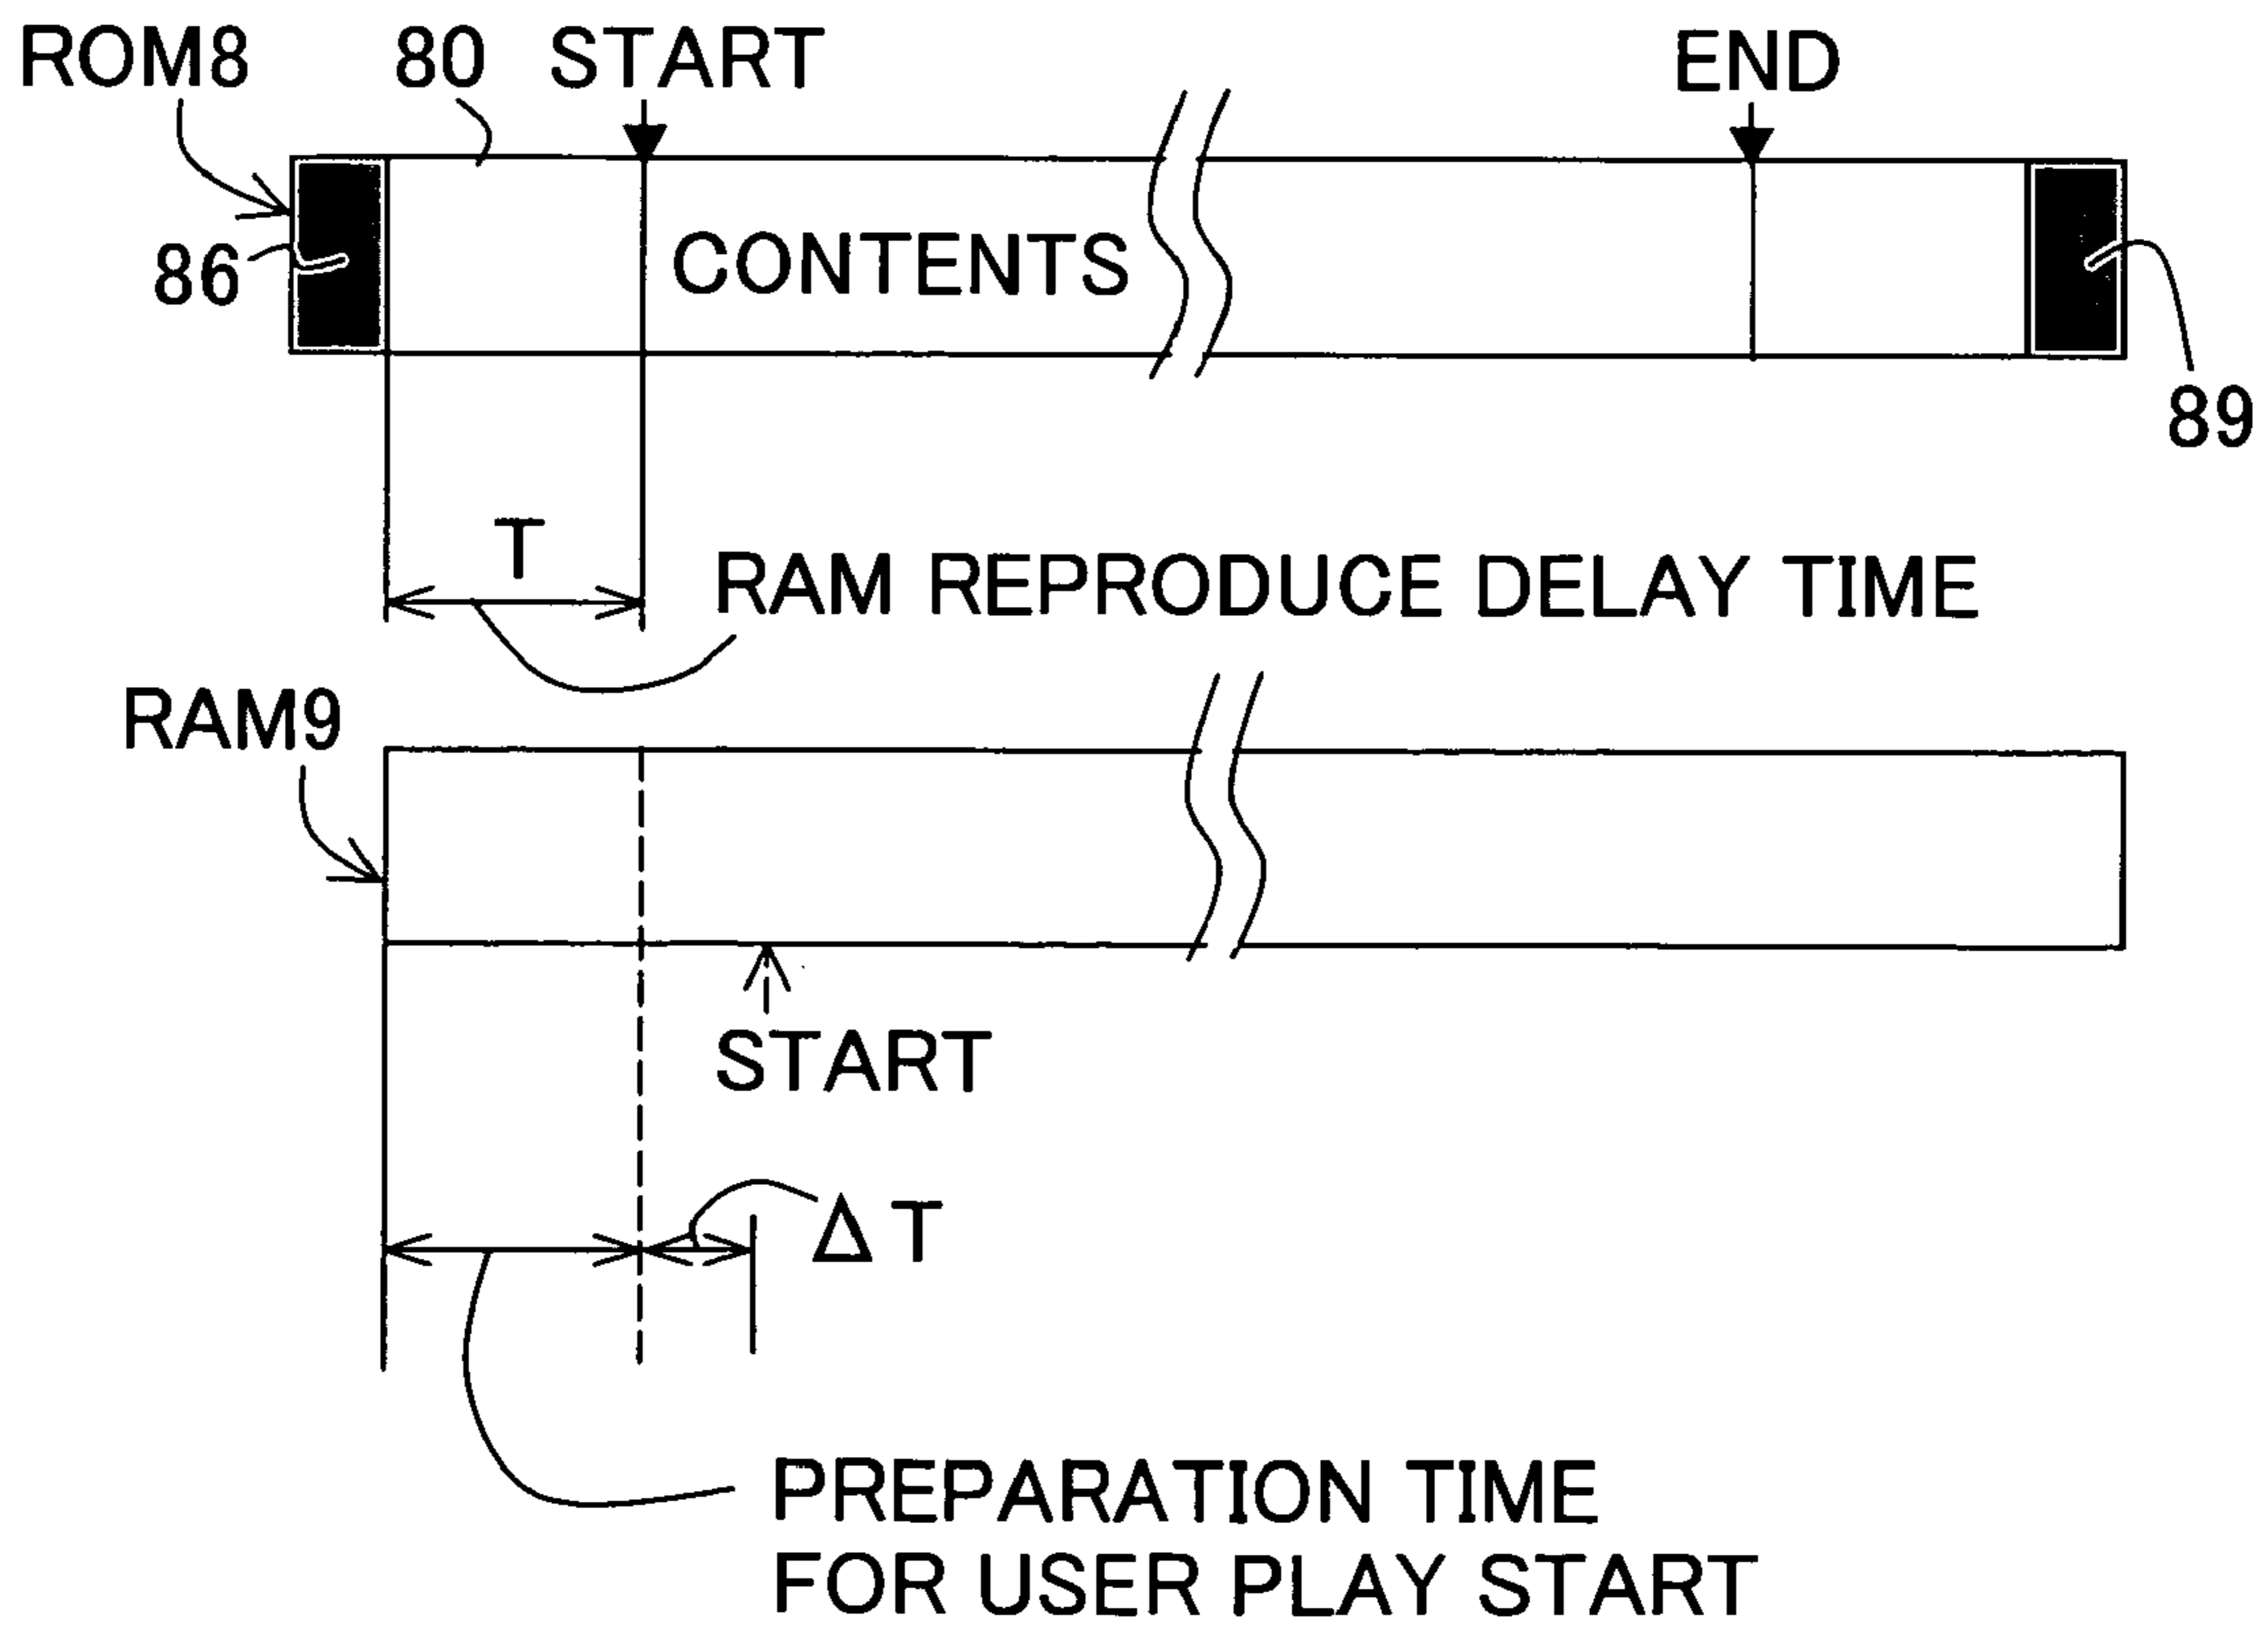 ROM8
80
START
END
86
CONTENTS
89
T
RAM REPRODUCE DELAY TIME
RAM9
START
Δ T
PREPARATION TIME
FOR USER PLAY START